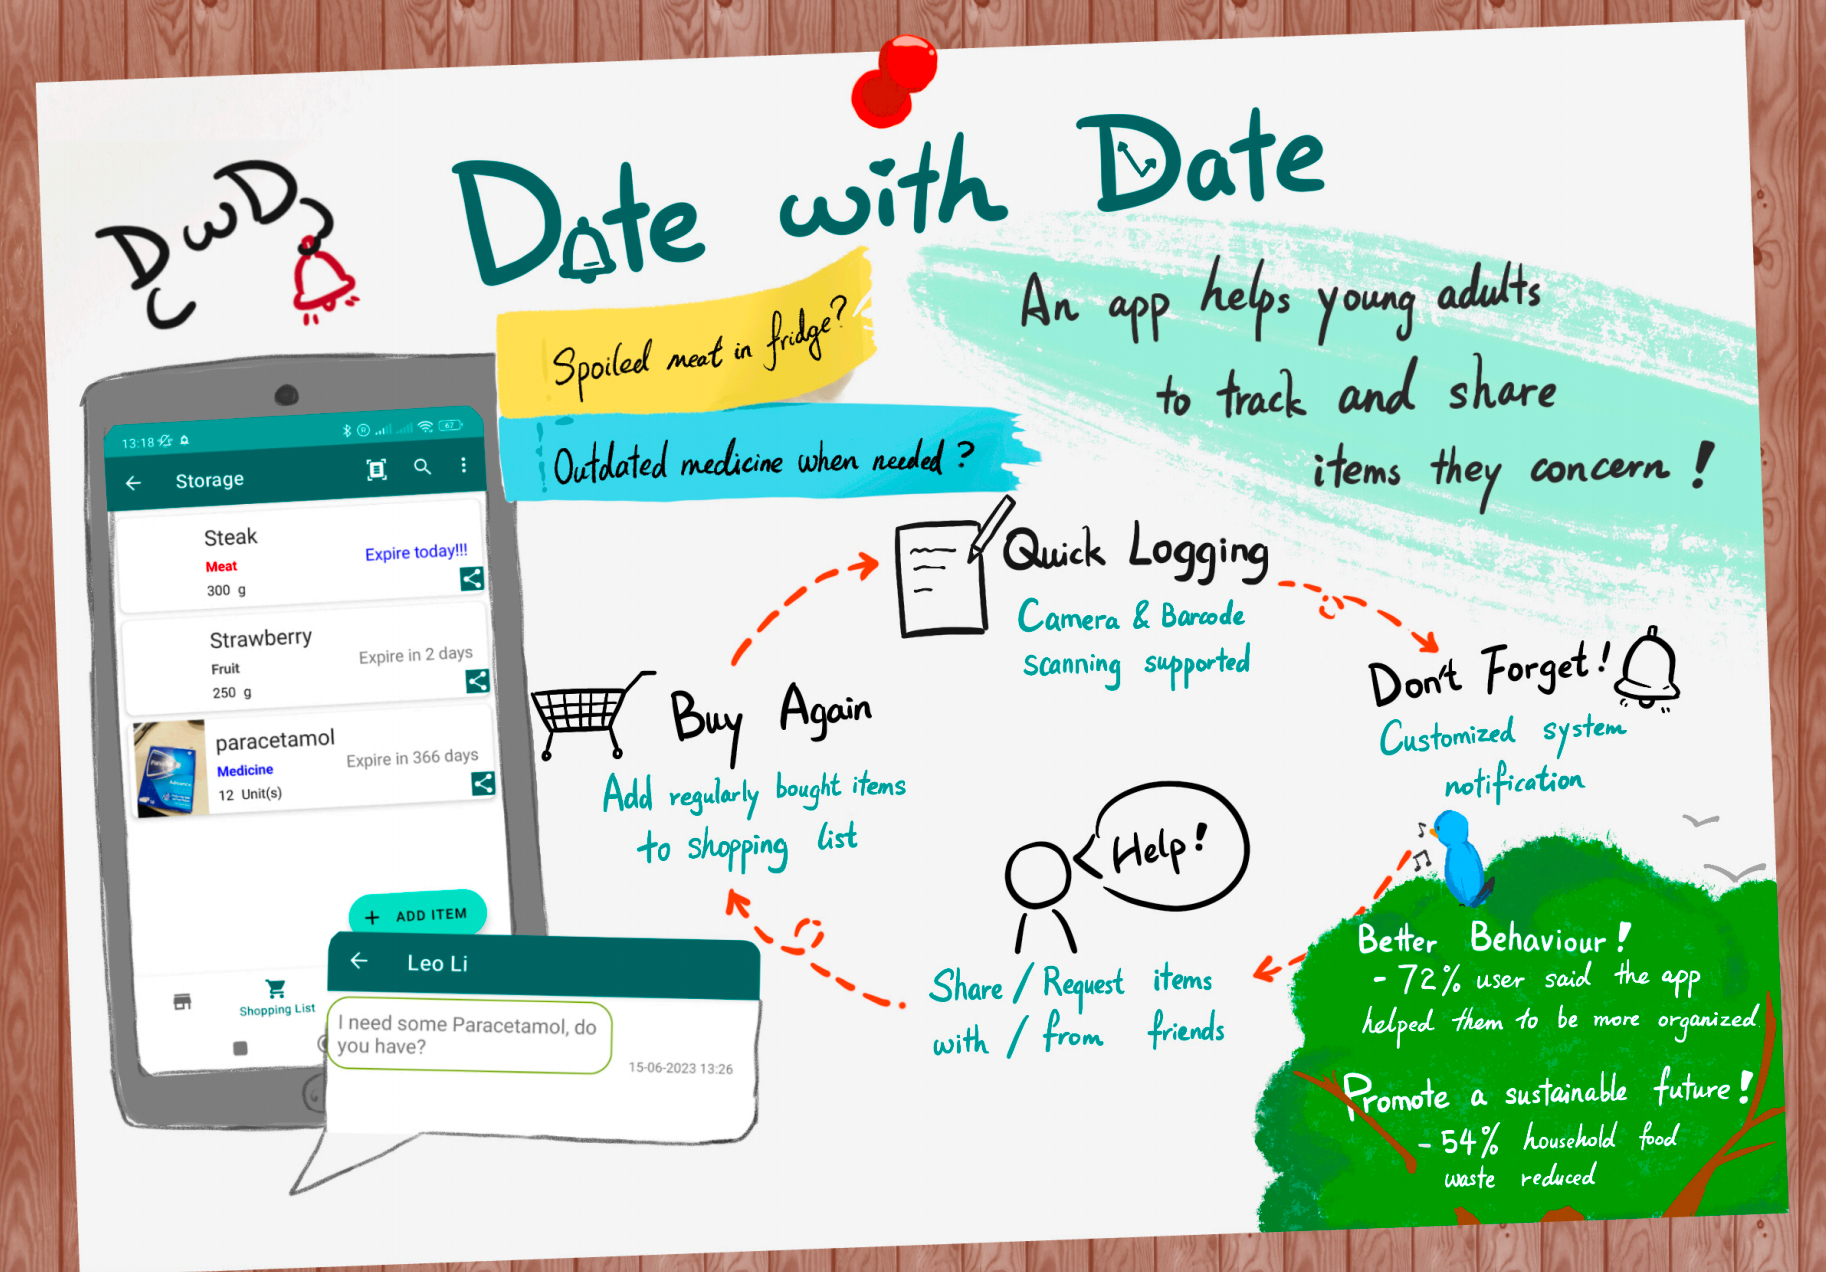 DwD
Date with Date
Spoiled meat in fridge?
Outdated medicine when needed?
An app helps young adults
to track and share
items they concern!
13:18
67
Storage
Steak
Meat
300 g
Expire today!!!
Strawberry
Fruit
250 g
Expire in 2 days
paracetamol
Medicine
12 Unit(s)
Expire in 366 days
+ ADD ITEM
Shopping List
Leo Li
I need some Paracetamol, do
you have?
15-06-2023 13:26
Quick Logging
Camera & Barcode
scanning supported
Don't Forget!
Customized system
notification
Help!
Share / Request items
with / from friends
Buy Again
Add regularly bought items
to shopping list
Better Behaviour!
- 72% user said the app
helped them to be more organized
Promote a sustainable future!
- 54% household food
waste reduced